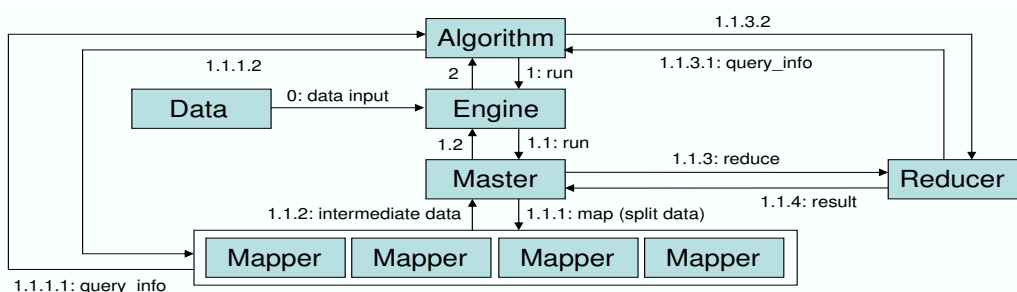 1.1.3.2
Algorithm
1.1.1.2
2
1: run
1.1.3.1: query_info
0: data input
Data
Engine
1.2
1.1: run
1.1.3: reduce
Master
Reducer
1.1.4: result
1.1.2: intermediate data
1.1.1: map (split data)
Mapper
Mapper
Mapper
Mapper
1.1.1.1: query_info